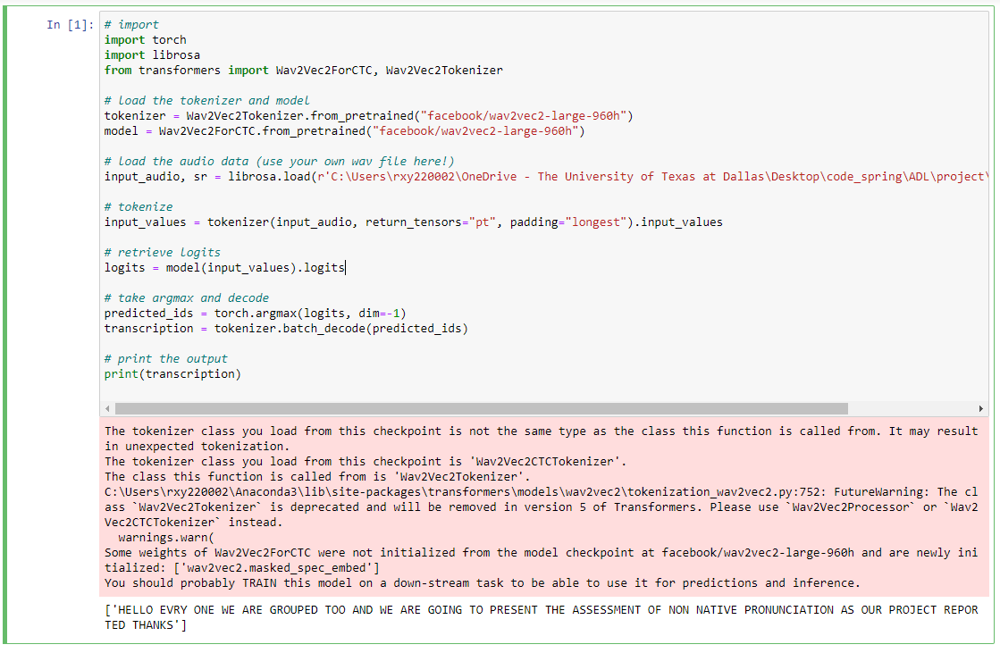 In [1]:
# import
import torch
import librosa
from transformers import Wav2Vec2ForCTC, Wav2Vec2Tokenizer
# load the tokenizer and model
tokenizer = Wav2Vec2Tokenizer.from_pretrained("facebook/wav2vec2-large-960h")
model = Wav2Vec2ForCTC.from_pretrained("facebook/wav2vec2-large-960h")
# load the audio data (use your own wav file here!)
input_audio, sr = librosa.load(r'C:\Users\rxy220002\OneDrive - The University of Texas at Dallas\Desktop\code_spring\ADL\project\
# tokenize
input_values = tokenizer(input_audio, return_tensors="pt", padding="longest").input_values
# retrieve logits
logits = model(input_values).logits
# take argmax and decode
predicted_ids = torch.argmax(logits, dim=-1)
transcription = tokenizer.batch_decode(predicted_ids)
# print the output
print(transcription)
The tokenizer class you load from this checkpoint is not the same type as the class this function is called from. It may result
in unexpected tokenization.
The tokenizer class you load from this checkpoint is 'Wav2Vec2CTCTokenizer'.
The class this function is called from is 'Wav2Vec2Tokenizer'.
C:\Users\rxy220002\Anaconda3\lib\site-packages\transformers\models\wav2vec2\tokenization_wav2vec2.py:752: FutureWarning: The cl
ass `Wav2Vec2Tokenizer` is deprecated and will be removed in version 5 of Transformers. Please use `Wav2Vec2Processor` or `Wav2
Vec2CTCTokenizer` instead.
  warnings.warn(
Some weights of Wav2Vec2ForCTC were not initialized from the model checkpoint at facebook/wav2vec2-large-960h and are newly ini
tialized: ['wav2vec2.masked_spec_embed']
You should probably TRAIN this model on a down-stream task to be able to use it for predictions and inference.
['HELLO EVRY ONE WE ARE GROUPED TOO AND WE ARE GOING TO PRESENT THE ASSESSMENT OF NON NATIVE PRONUNCIATION AS OUR PROJECT REPOR
TED THANKS']